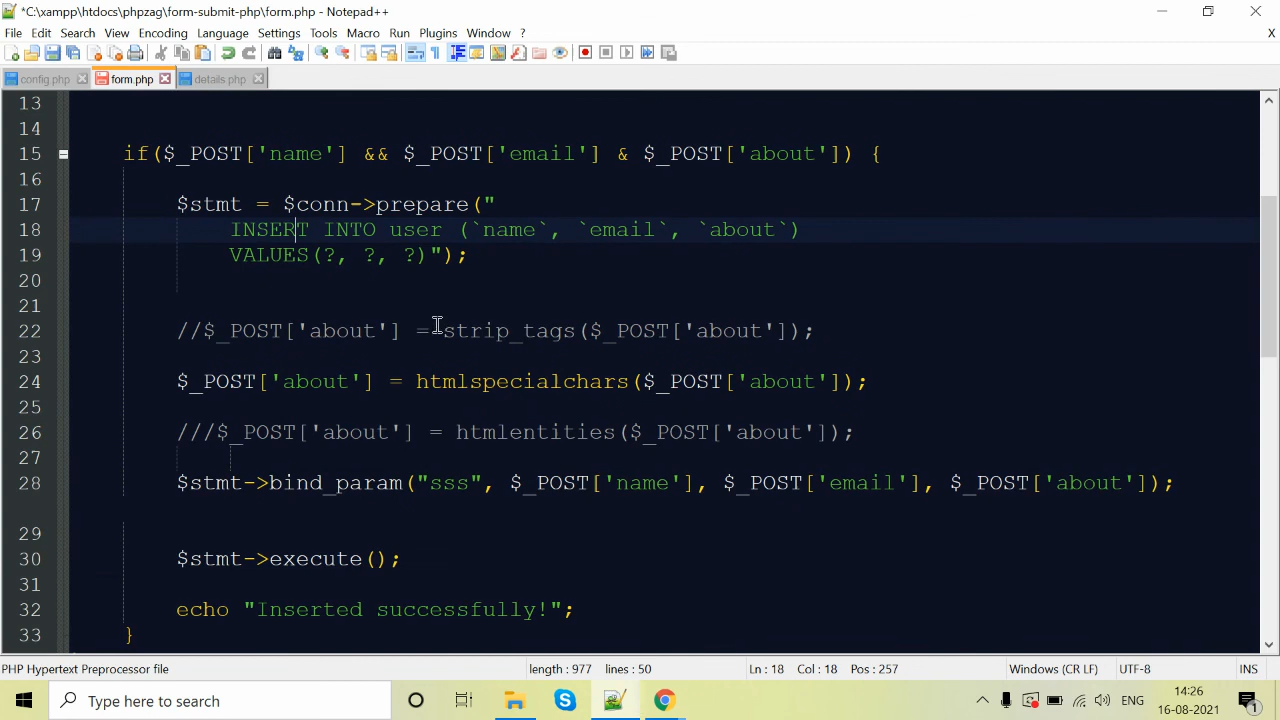 *C:\xampp\htdocs\phpzag\form-submit-php\form.php - Notepad++
File Edit Search View Encoding Language Settings Tools Macro Run Plugins Window ? X
config.php form.php details.php
13
14
15 if($_POST['name'] && $_POST['email'] & $_POST['about']) {
16
17 $stmt = $conn->prepare("
18 INSERT INTO user (`name`, `email`, `about`)
19 VALUES(?, ?, ?)");
20
21
22 //$_POST['about'] = strip_tags($_POST['about']);
23
24 $_POST['about'] = htmlspecialchars($_POST['about']);
25
26 ///$_POST['about'] = htmlentities($_POST['about']);
27
28 $stmt->bind_param("sss", $_POST['name'], $_POST['email'], $_POST['about']);
29
30 $stmt->execute();
31
32 echo "Inserted successfully!";
33 }
PHP Hypertext Preprocessor file length : 977 lines : 50 Ln : 18 Col : 18 Pos : 257 Windows (CR LF) UTF-8 INS
Type here to search ENG 14:26
16-08-2021 1